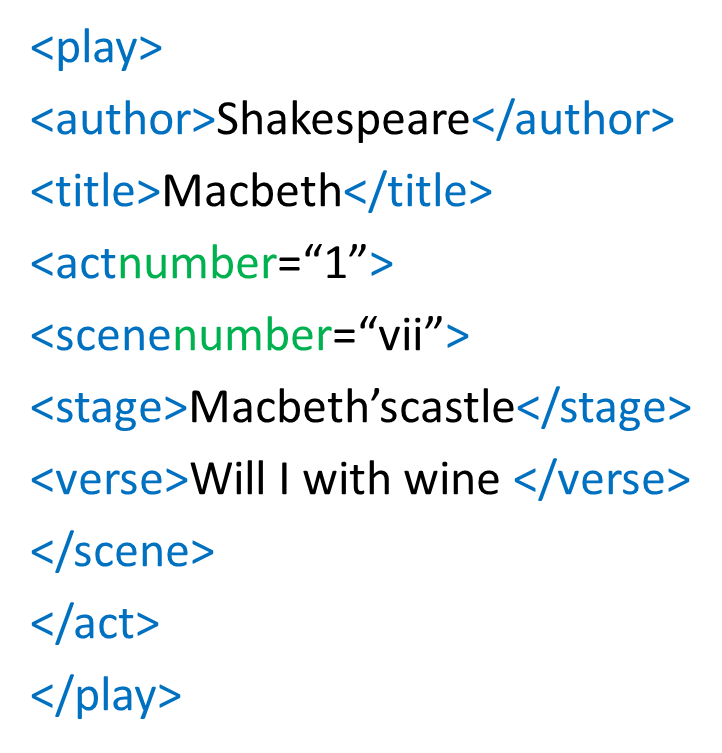 <play>
<author>Shakespeare</author>
<title>Macbeth</title>
<actnumber=“1”>
<scenenumber=“vii”>
<stage>Macbeth’scastle</stage>
<verse>Will I with wine </verse>
</scene>
</act>
</play>